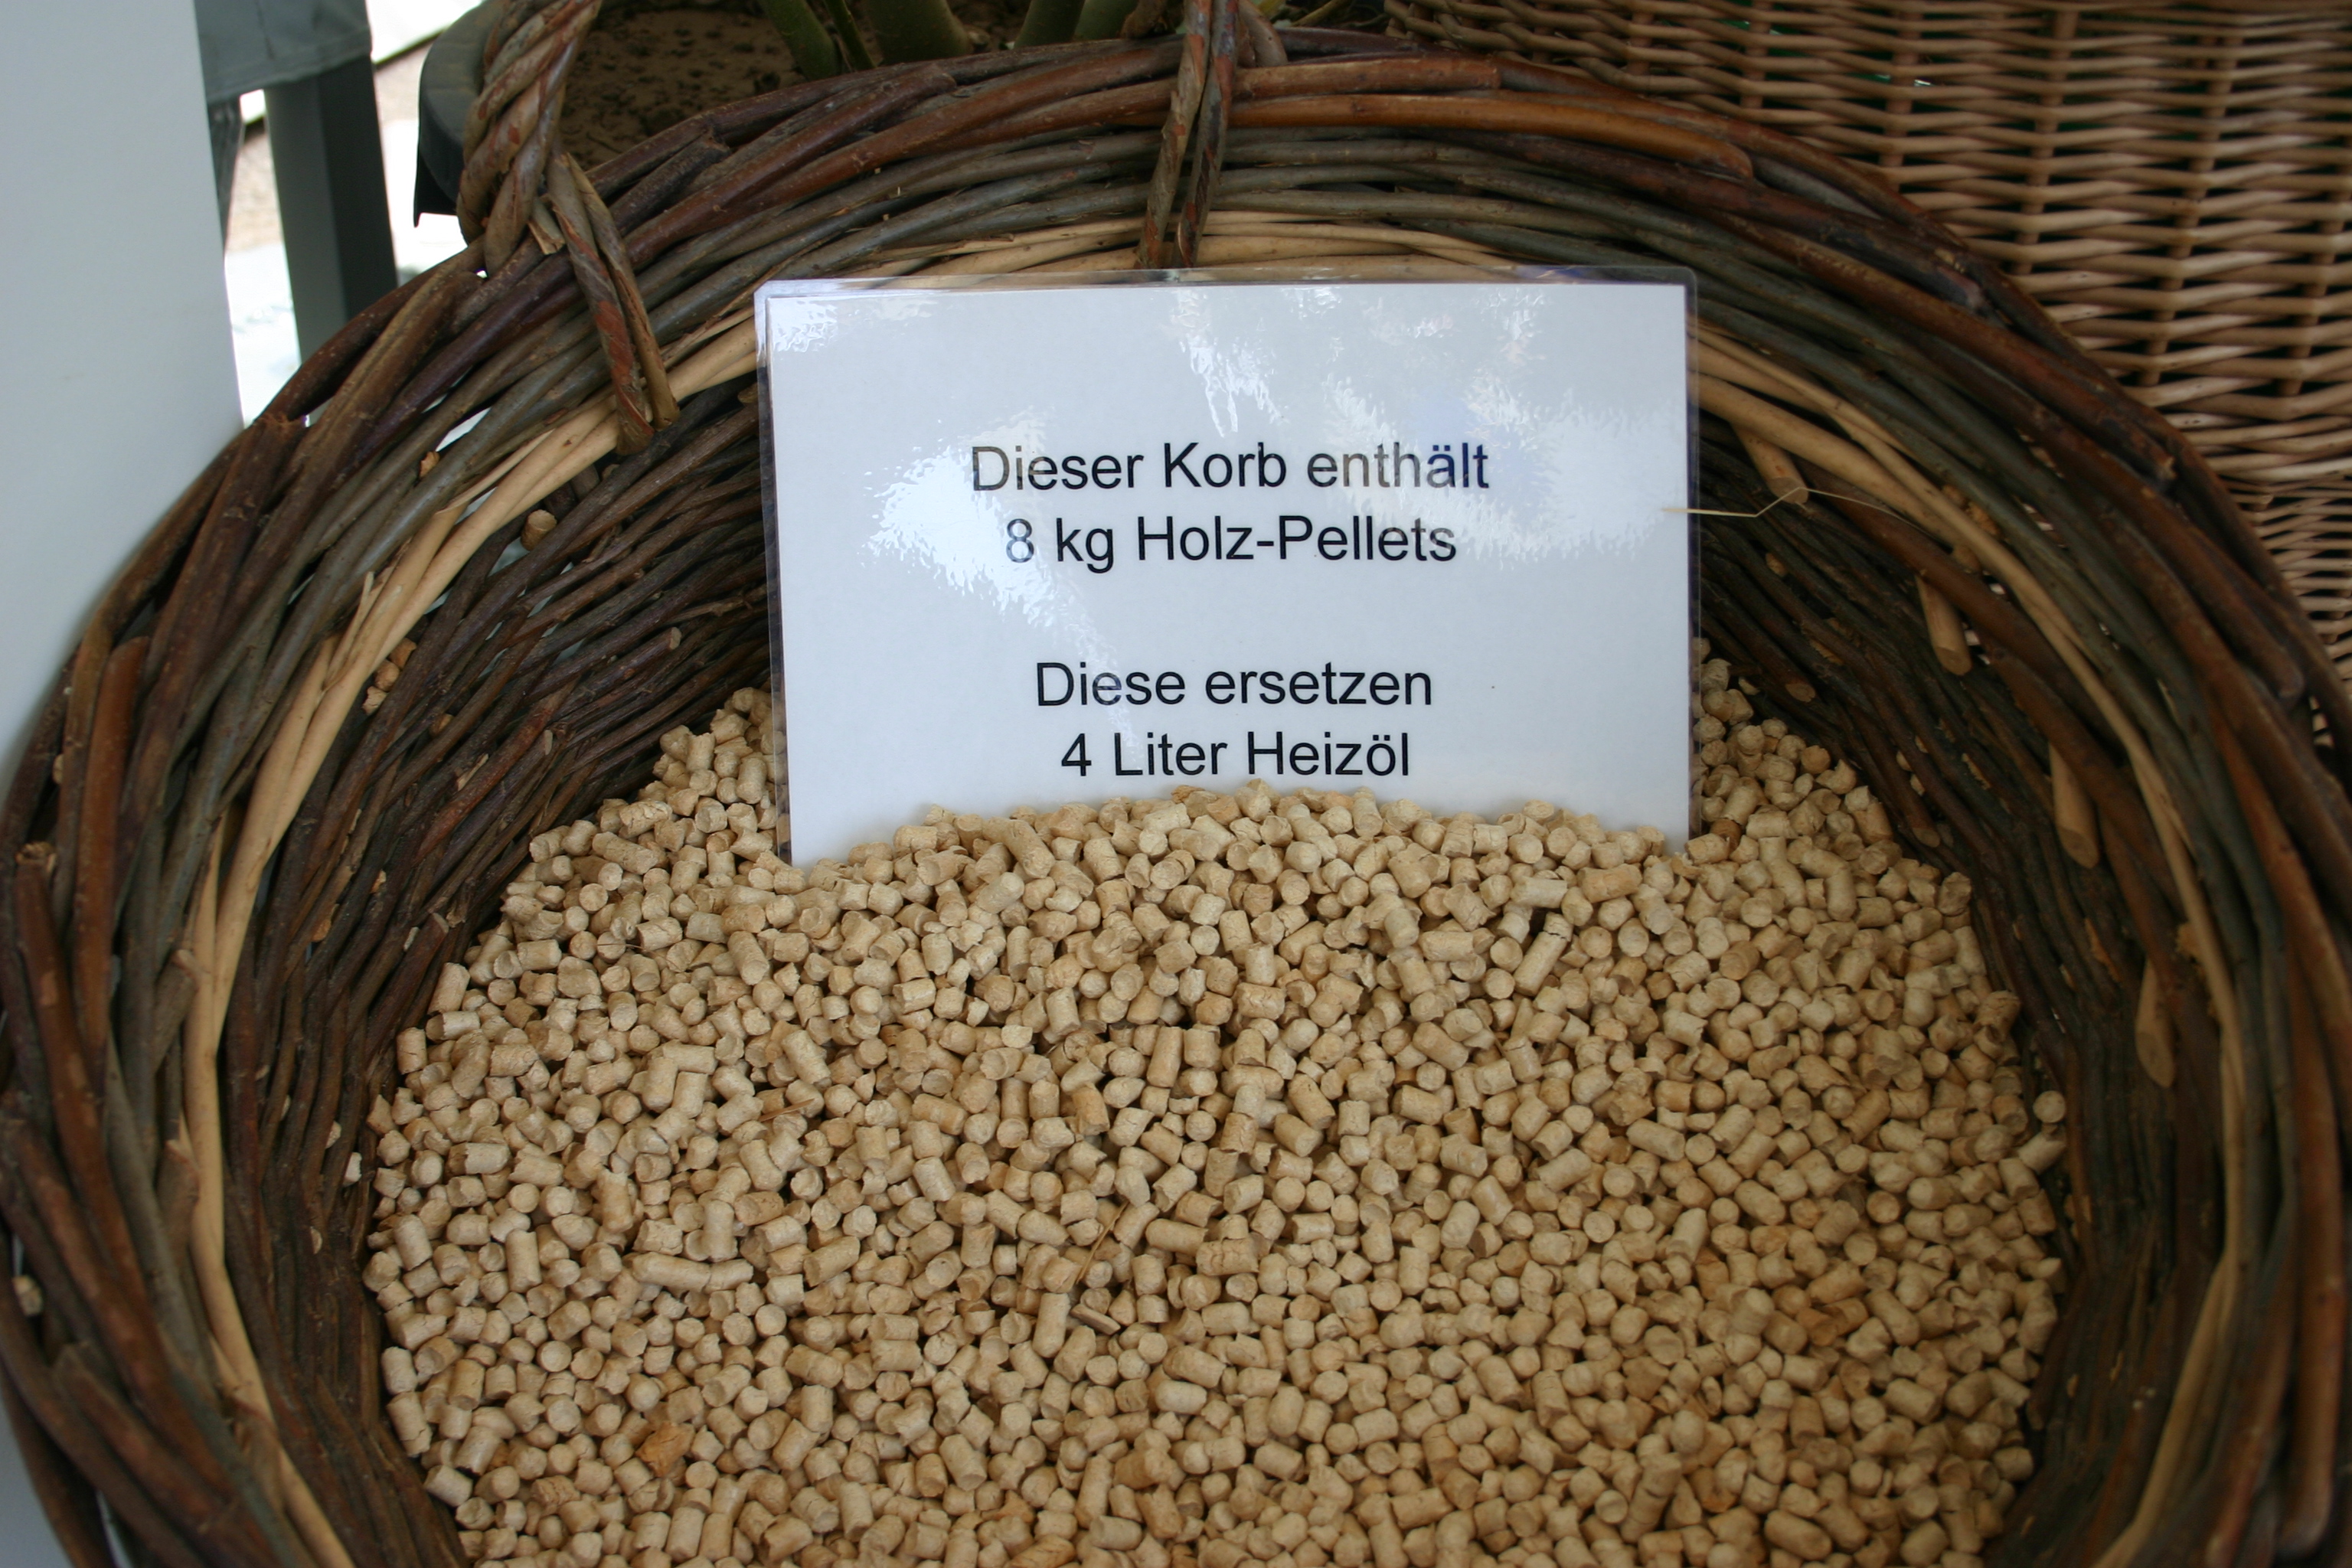 Dieser Korb enthält
8 kg Holz-Pellets
Diese ersetzen
4 Liter Heizöl